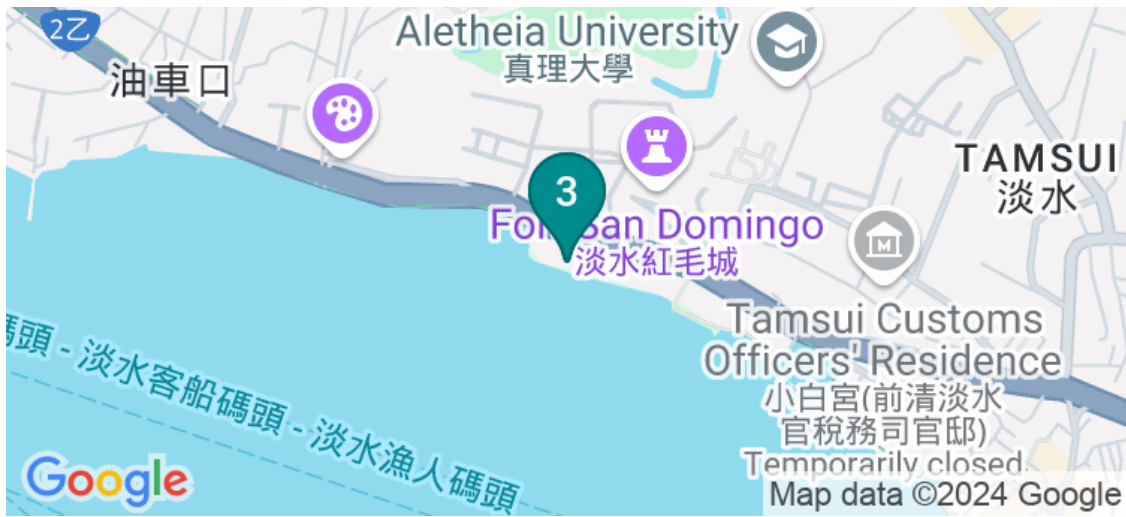 2乙
Aletheia University
真理大學
油車口
TAMSUI
淡水
3
Fort San Domingo
淡水紅毛城
Tamsui Customs
Officers' Residence
小白宮(前清淡水
官稅務司官邸)
Temporarily closed
碼頭 - 淡水客船碼頭 - 淡水漁人碼頭
M
Google
Map data ©2024 Google